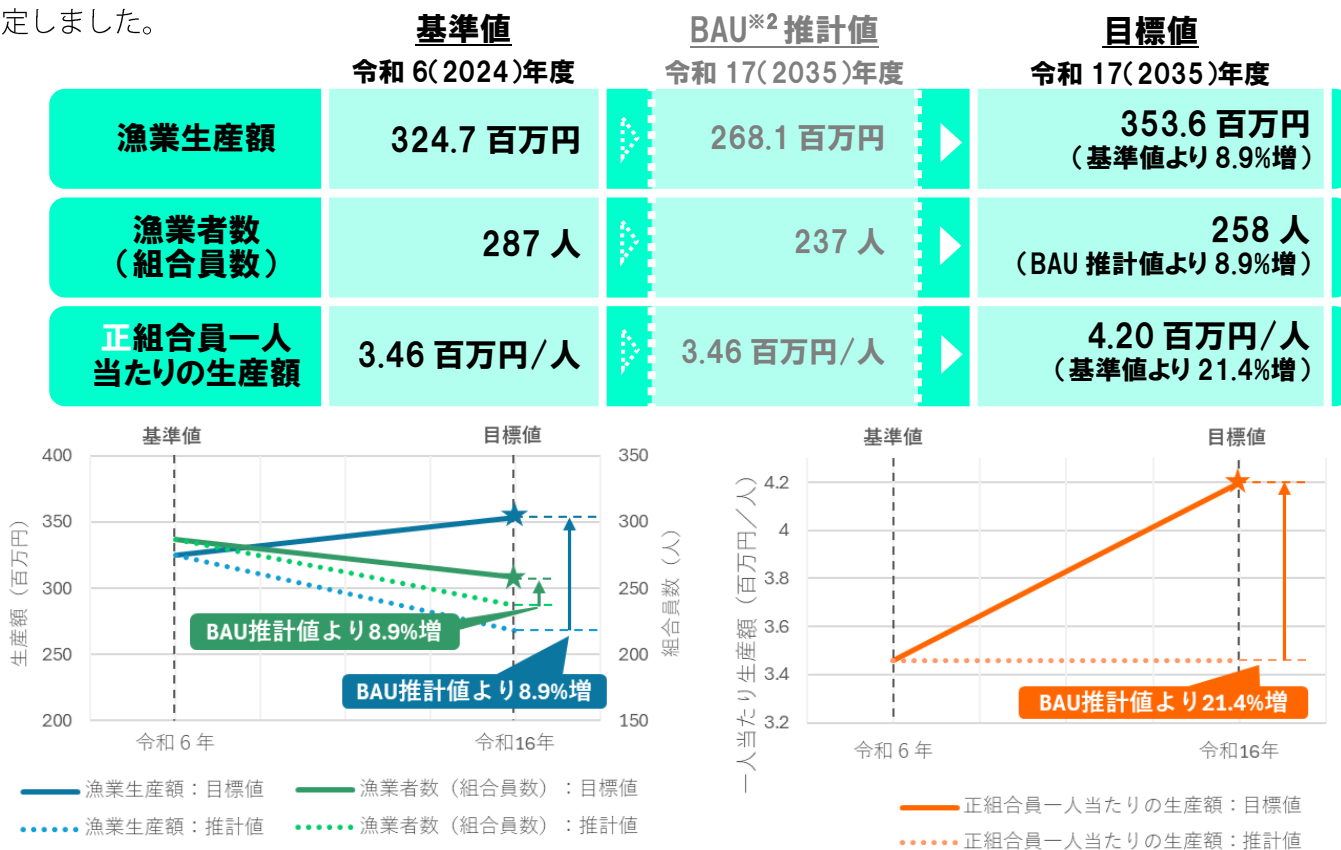 定しました。
基準値
令和 6(2024)年度
BAU※2 推計値
令和 17(2035)年度
目標値
令和 17(2035)年度
漁業生産額
324.7 百万円
268.1 百万円
353.6 百万円
(基準値より 8.9%増)
漁業者数
(組合員数)
287 人
237 人
258 人
(BAU 推計値より 8.9%増)
正組合員一人
当たりの生産額
3.46 百万円/人
3.46 百万円/人
4.20 百万円/人
(基準値より 21.4%増)
基準値
目標値
400
350
300
250
200
生産額(百万円)
350
300
250
200
150
組合員数(人)
BAU推計値より8.9%増
BAU推計値より8.9%増
令和6年
令和16年
漁業生産額:目標値
漁業者数(組合員数):目標値
漁業生産額:推計値
漁業者数(組合員数):推計値
基準値
目標値
4.2
4
3.8
3.6
3.4
3.2
一人当たり生産額(百万円/人)
BAU推計値より21.4%増
令和6年
令和16年
正組合員一人当たりの生産額:目標値
正組合員一人当たりの生産額:推計値